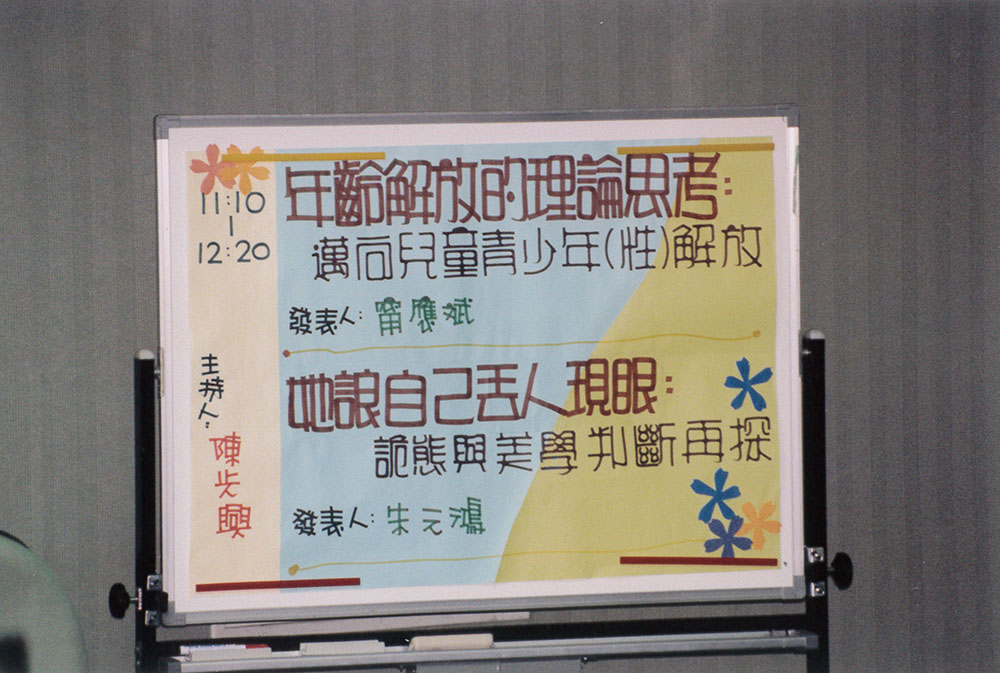 11:10
|
12:20
主持人:
陳光興
年齡解放的理論思考:
邁向兒童青少年(性)解放
發表人: 甯應斌
她讓自己丟人現眼:
詭態與美學判斷再探
發表人: 朱元鴻